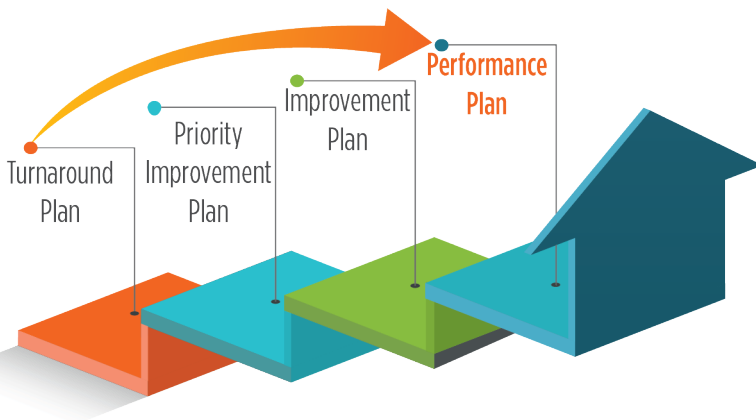 Turnaround
Plan
Priority
Improvement
Plan
Improvement
Plan
Performance
Plan